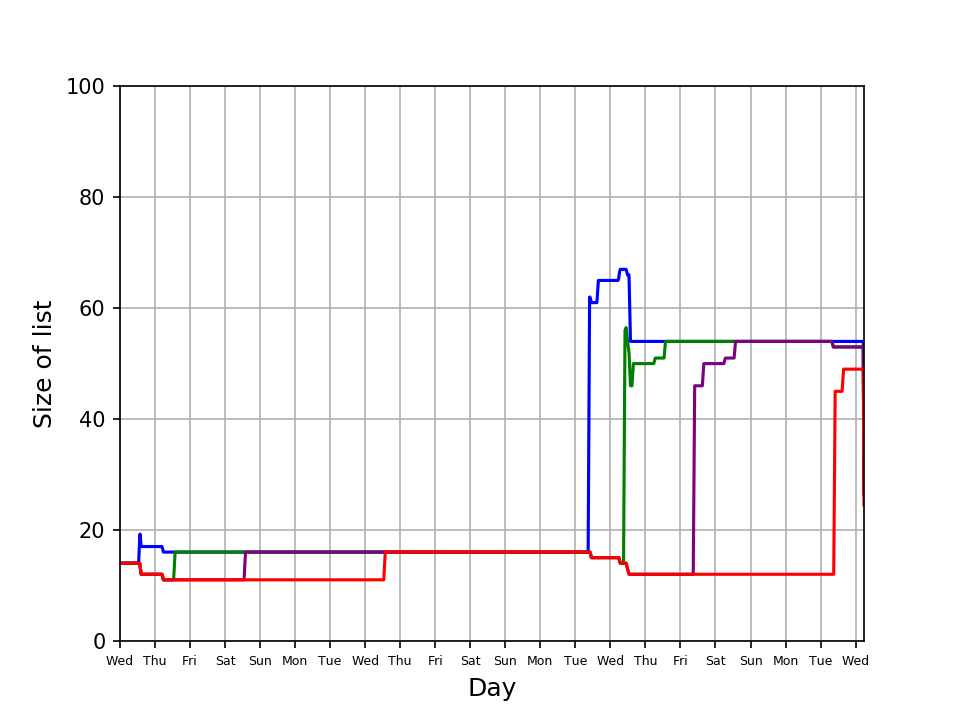 Size of list
100
80
60
40
20
0
Wed Thu Fri Sat Sun Mon Tue Wed Thu Fri Sat Sun Mon Tue Wed Thu Fri Sat Sun Mon Tue Wed
Day